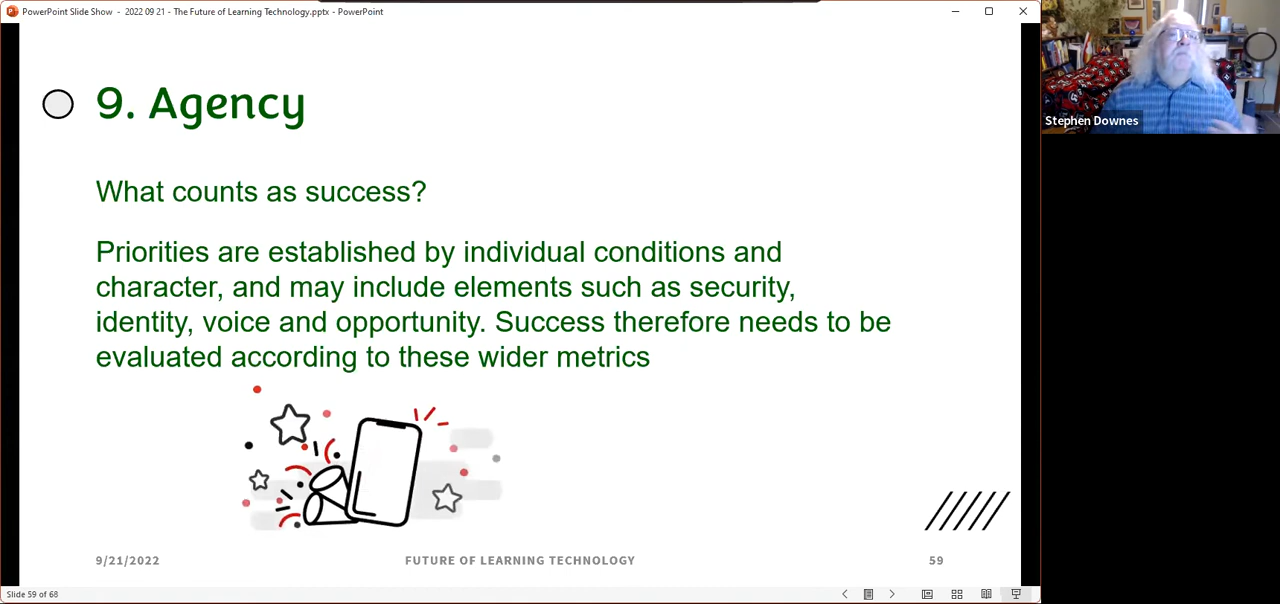 PowerPoint Slide Show - 2022 09 21 - The Future of Learning Technology.pptx - PowerPoint
9. Agency
What counts as success?
Priorities are established by individual conditions and
character, and may include elements such as security,
identity, voice and opportunity. Success therefore needs to be
evaluated according to these wider metrics
9/21/2022
FUTURE OF LEARNING TECHNOLOGY
59
Slide 59 of 68
Stephen Downes